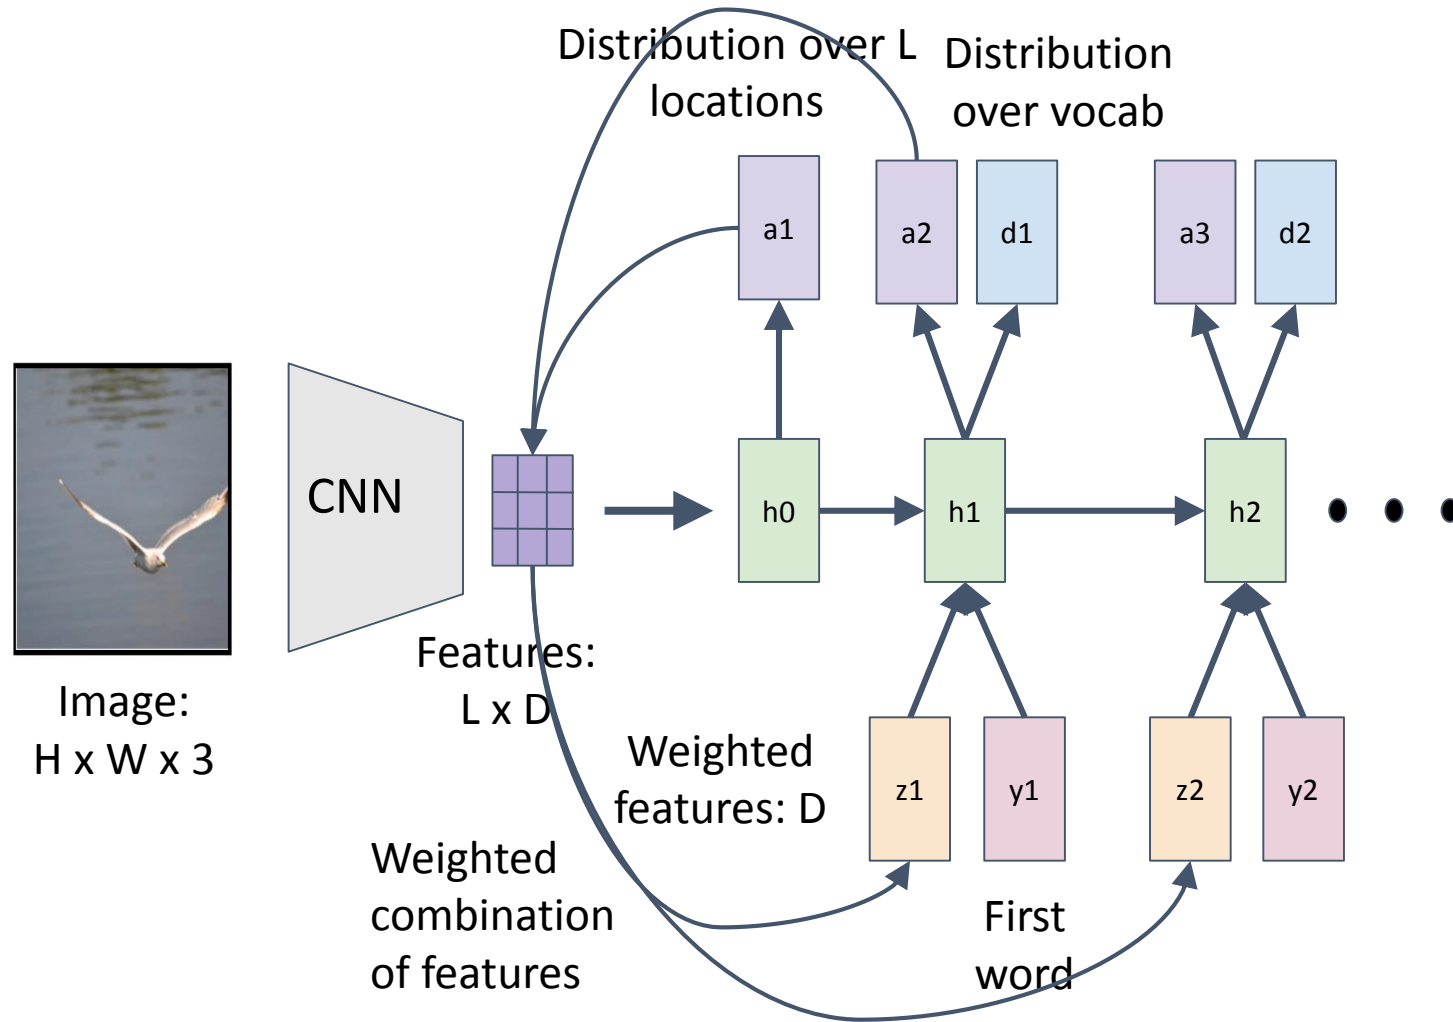 Distribution over L
locations
Distribution
over vocab
a1
a2
d1
a3
d2
CNN
h0
h1
h2
Image:
H x W x 3
Features:
L x D
Weighted
features: D
z1
y1
z2
y2
Weighted
combination
of features
First
word